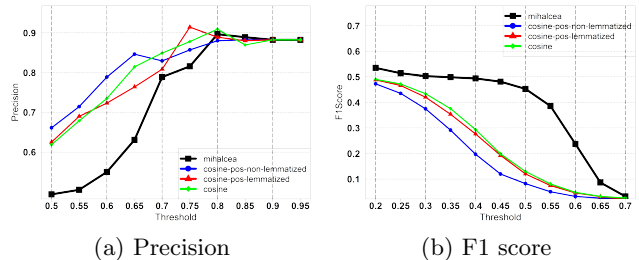 0.9
0.8
0.7
0.6
Precision
0.5 0.55 0.6 0.65 0.7 0.75 0.8 0.85 0.9 0.95
Threshold
mihalcea
cosine-pos-non-lemmatized
cosine-pos-lemmatized
cosine
(a) Precision
0.7
0.6
0.5
0.4
0.3
0.2
0.1
F1Score
0.2 0.25 0.3 0.35 0.4 0.45 0.5 0.55 0.6 0.65 0.7
Threshold
mihalcea
cosine-pos-non-lemmatized
cosine-pos-lemmatized
cosine
(b) F1 score